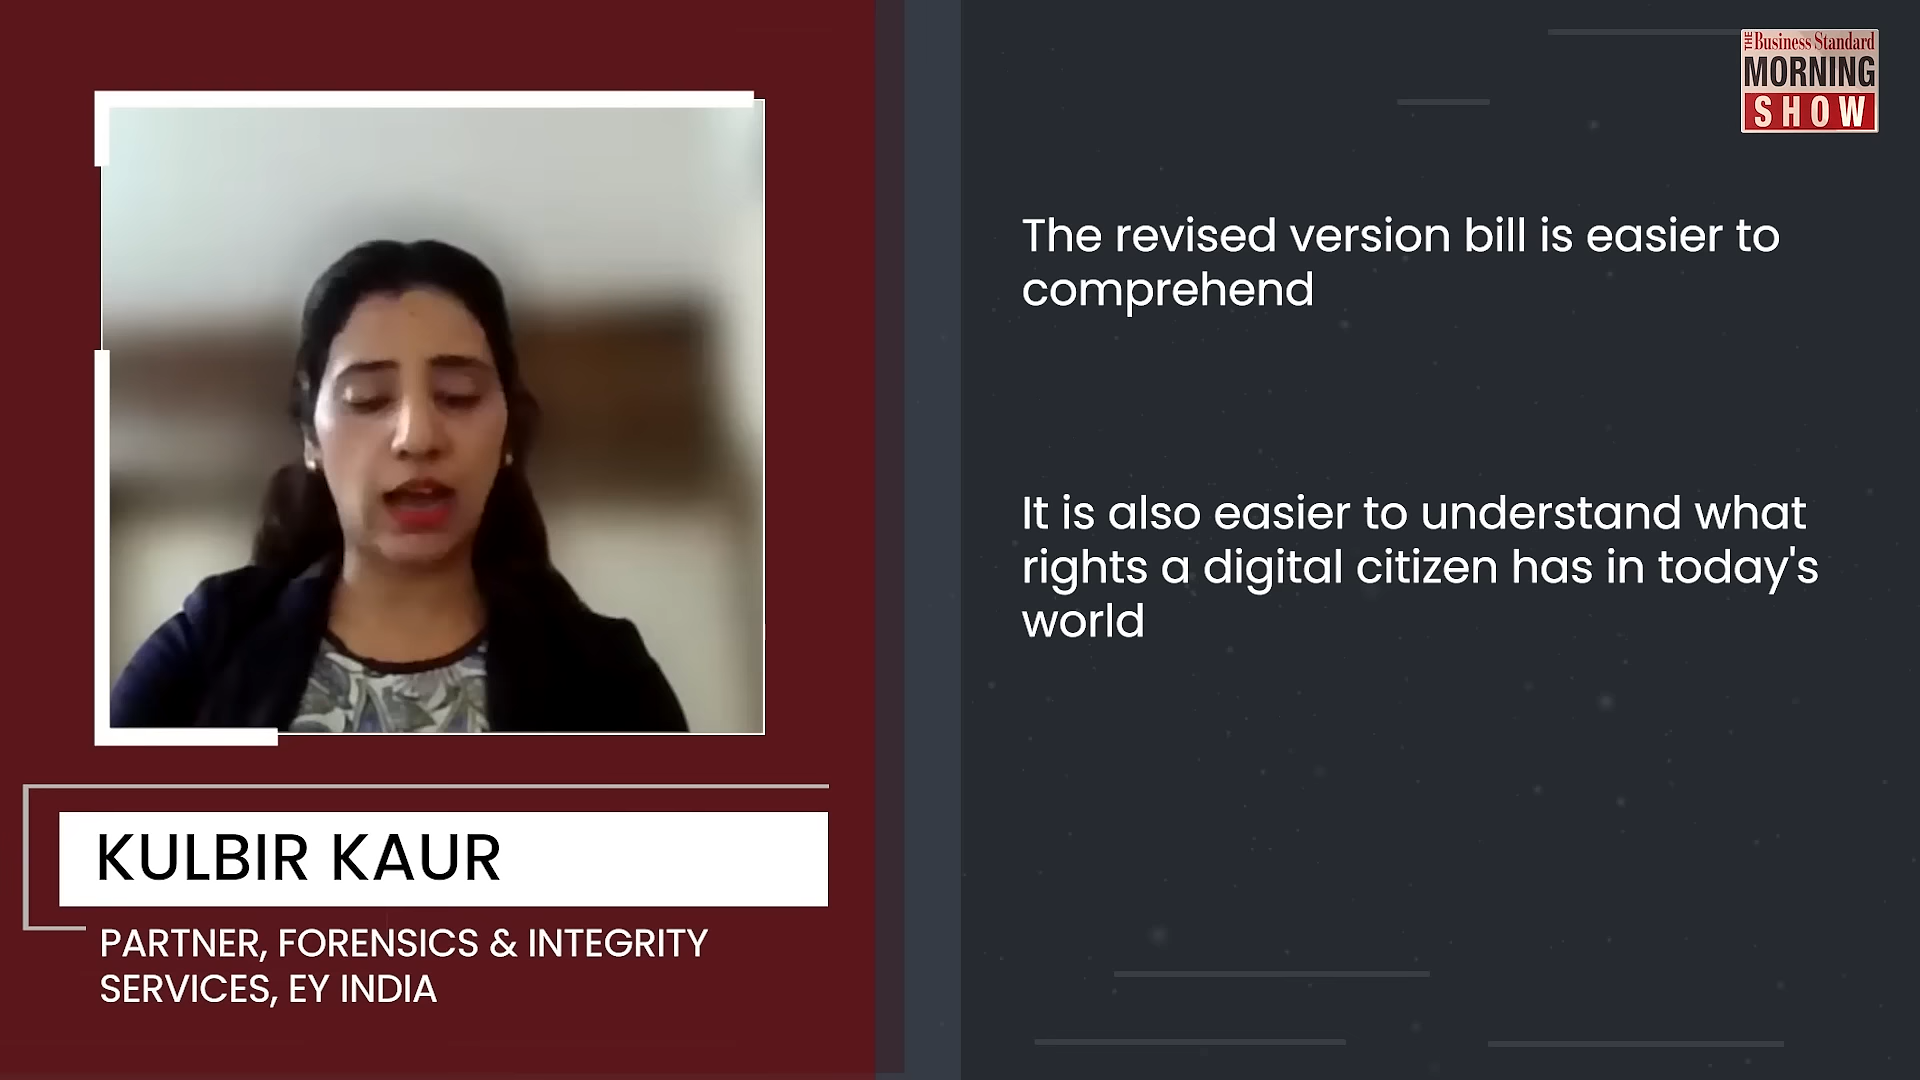 THE Business Standard
MORNING
SHOW
The revised version bill is easier to
comprehend
It is also easier to understand what
rights a digital citizen has in today's
world
KULBIR KAUR
PARTNER, FORENSICS & INTEGRITY
SERVICES, EY INDIA